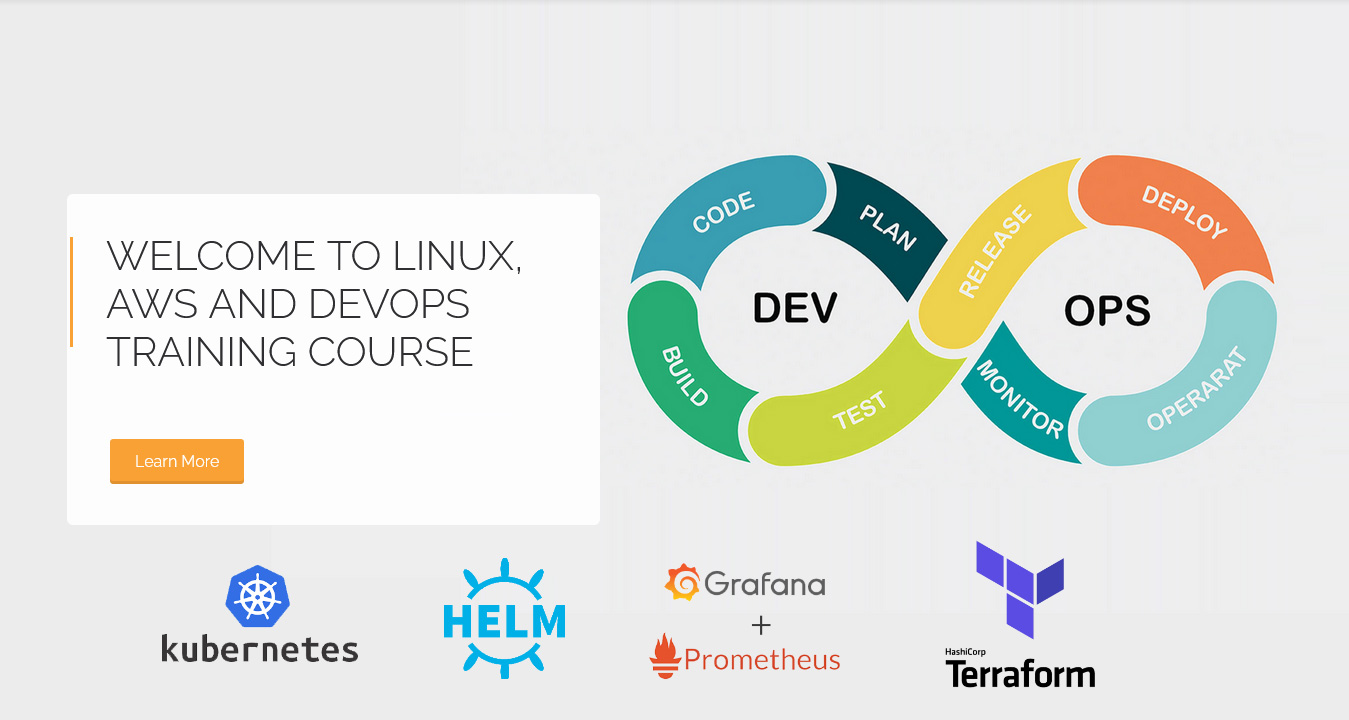 WELCOME TO LINUX,
AWS AND DEVOPS
TRAINING COURSE
Learn More
CODE
PLAN
RELEASE
DEPLOY
DEV
OPS
BUILD
TEST
MONITOR
OPERARAT
kubernetes
HELM
Grafana
+
Prometheus
HashiCorp
Terraform